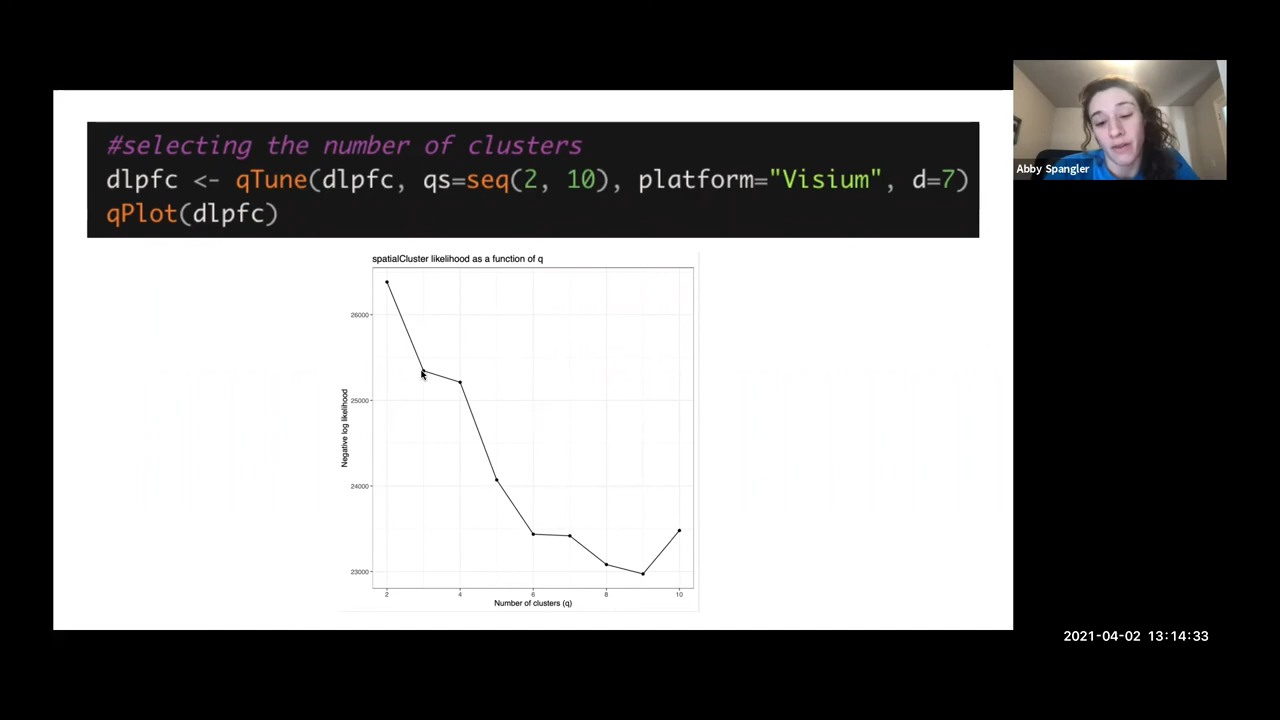 #selecting the number of clusters
dlpfc <- qTune(dlpfc, qs=seq(2, 10), platform="Visium", d=7)
qPlot(dlpfc)
Abby Spangler
spatialCluster likelihood as a function of q
26000
25000
24000
23000
Negative log likelihood
2 4 6 8 10
Number of clusters (q)
2021-04-02 13:14:33